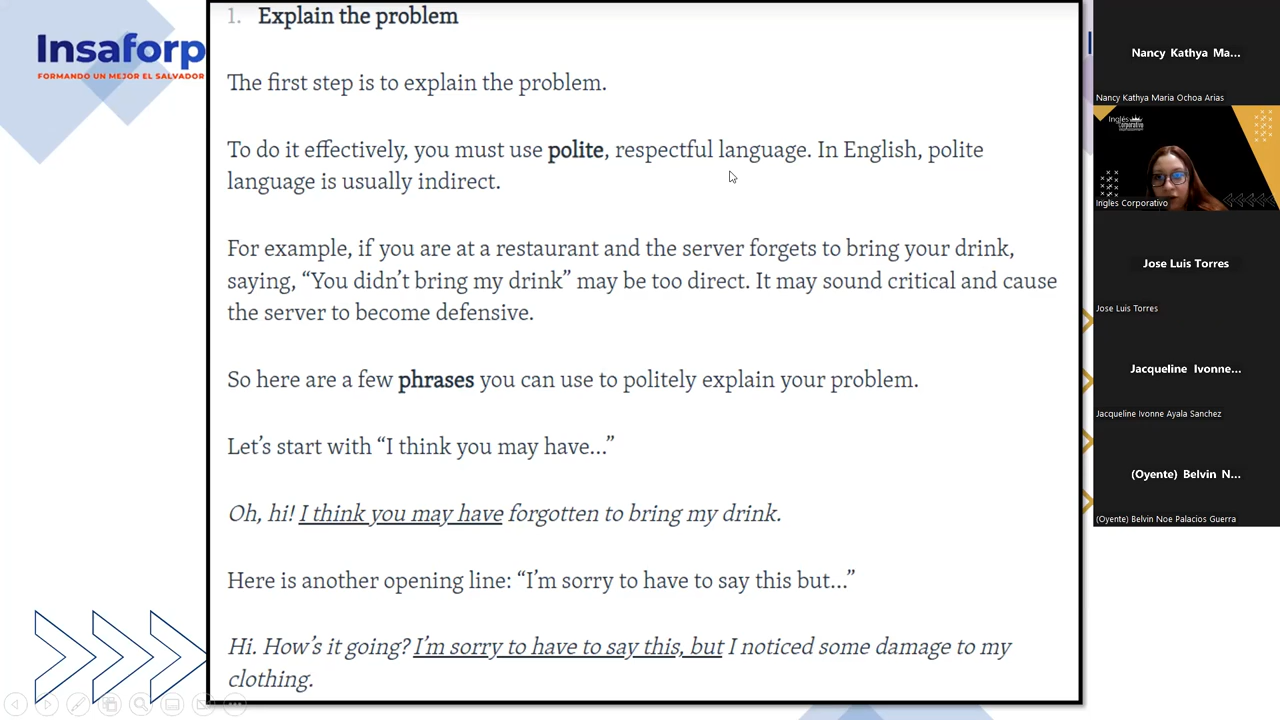 1. Explain the problem
Insaforp
FORMANDO UN MEJOR EL SALVADOR
The first step is to explain the problem.
To do it effectively, you must use polite, respectful language. In English, polite
language is usually indirect.
For example, if you are at a restaurant and the server forgets to bring your drink,
saying, “You didn’t bring my drink” may be too direct. It may sound critical and cause
the server to become defensive.
So here are a few phrases you can use to politely explain your problem.
Let’s start with “I think you may have…”
Oh, hi! I think you may have forgotten to bring my drink.
Here is another opening line: “I’m sorry to have to say this but…”
Hi. How’s it going? I’m sorry to have to say this, but I noticed some damage to my
clothing.
Nancy Kathya Ma...
Nancy Kathya Maria Ochoa Arias
Inglés
Corporativo
Ingles Corporativo
Jose Luis Torres
Jose Luis Torres
Jacqueline Ivonne...
Jacqueline Ivonne Ayala Sanchez
(Oyente) Belvin N...
(Oyente) Belvin Noe Palacios Guerra